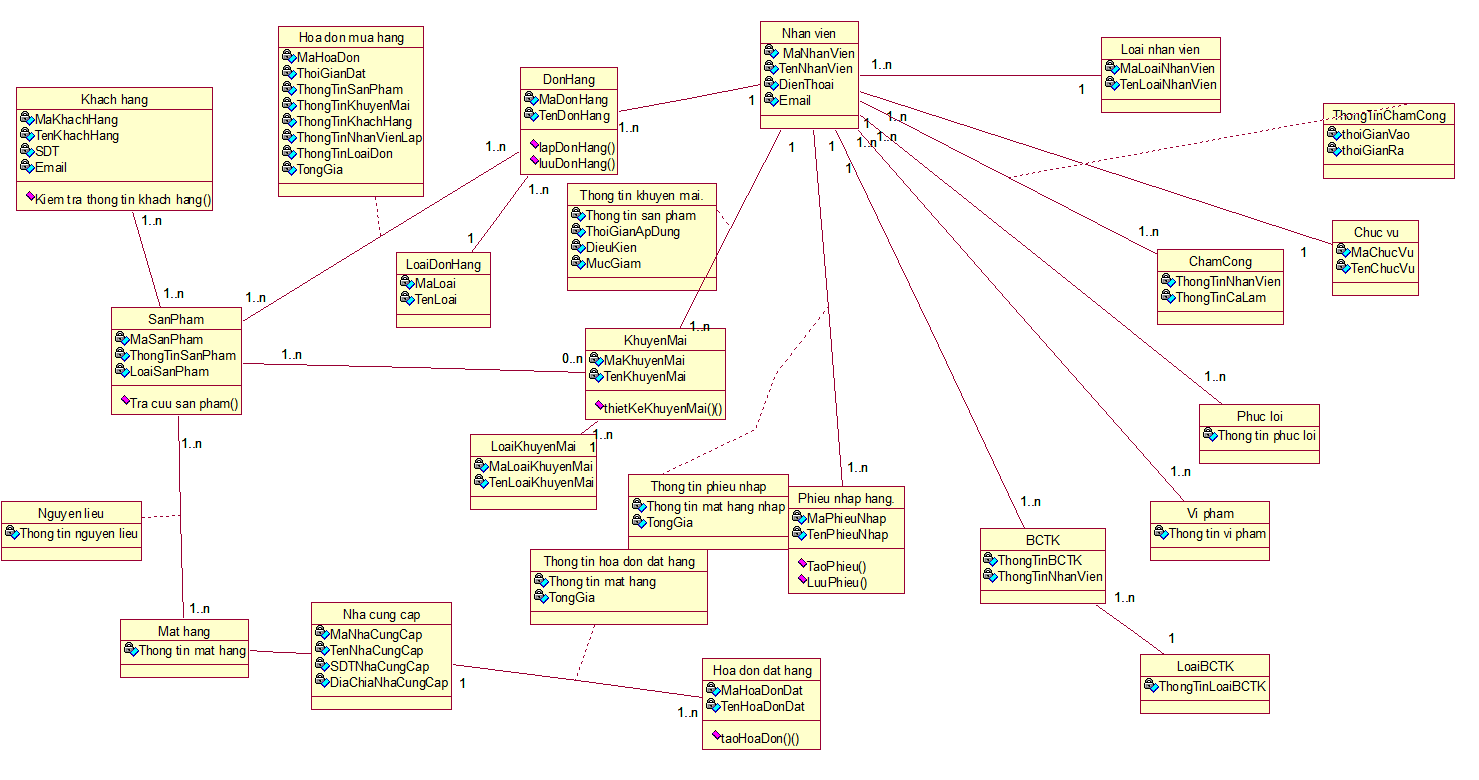 Khach hang
MaKhachHang
TenKhachHang
SDT
Email
Kiem tra thong tin khach hang()
1..n
1..n
Hoa don mua hang
MaHoaDon
ThoiGianDat
ThongTinSanPham
ThongTinKhuyenMai
ThongTinKhachHang
ThongTinNhanVienLap
ThongTinLoaiDon
TongGia
DonHang
MaDonHang
TenDonHang
lapDonHang()
luuDonHang()
1..n
1..n
1..n
1
1..n
1
LoaiDonHang
MaLoai
TenLoai
Nhan vien
MaNhanVien
TenNhanVien
DienThoai
Email
1..n
1
1
1..n
1..n
1..n
1
1
1
Loai nhan vien
MaLoaiNhanVien
TenLoaiNhanVien
ThongTinChamCong
thoiGianVao
thoiGianRa
Chuc vu
MaChucVu
TenChucVu
1
1..n
ChamCong
ThongTinNhanVien
ThongTinCaLam
Thong tin khuyen mai.
Thong tin san pham
ThoiGianApDung
DieuKien
MucGiam
SanPham
MaSanPham
ThongTinSanPham
LoaiSanPham
Tra cuu san pham()
1..n
0..n
1..n
KhuyenMai
MaKhuyenMai
TenKhuyenMai
thietKeKhuyenMai()()
1..n
1
LoaiKhuyenMai
MaLoaiKhuyenMai
TenLoaiKhuyenMai
1..n
Phuc loi
Thong tin phuc loi
1..n
Vi pham
Thong tin vi pham
1..n
Nguyen lieu
Thong tin nguyen lieu
1..n
Thong tin phieu nhap
Thong tin mat hang nhap
TongGia
1..n
Phieu nhap hang.
MaPhieuNhap
TenPhieuNhap
TaoPhieu()
LuuPhieu()
1..n
BCTK
ThongTinBCTK
ThongTinNhanVien
1..n
1
LoaiBCTK
ThongTinLoaiBCTK
Thong tin hoa don dat hang
Thong tin mat hang
TongGia
1..n
Mat hang
Thong tin mat hang
Nha cung cap
MaNhaCungCap
TenNhaCungCap
SDTNhaCungCap
DiaChiaNhaCungCap
1
1..n
Hoa don dat hang
MaHoaDonDat
TenHoaDonDat
taoHoaDon()()